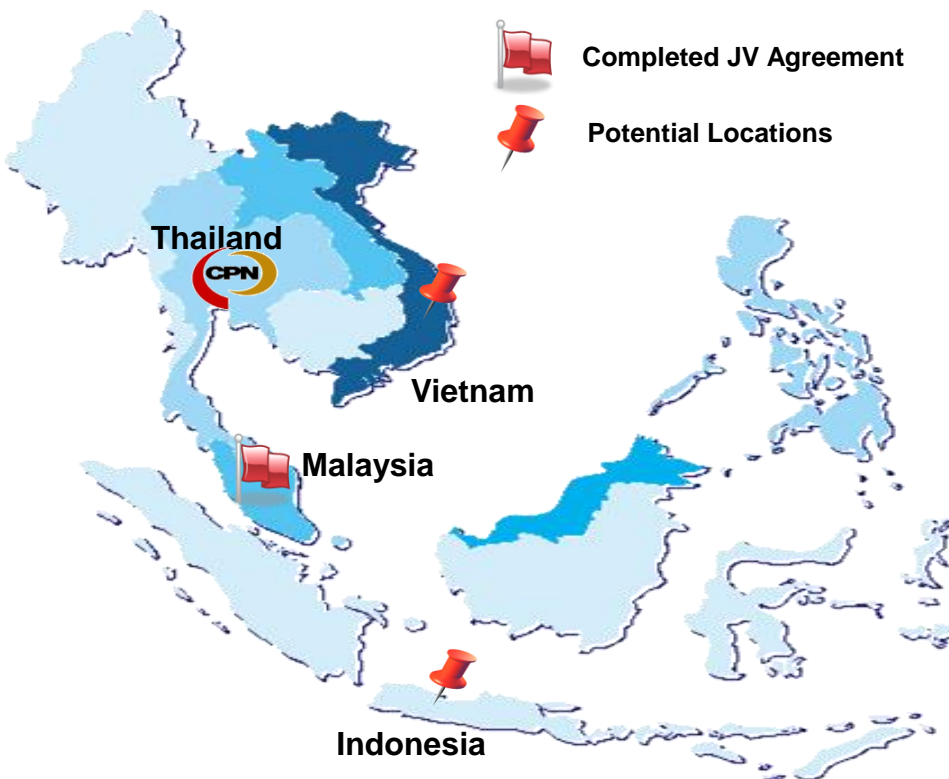 Completed JV Agreement
Potential Locations
Thailand
CPN
Vietnam
Malaysia
Indonesia